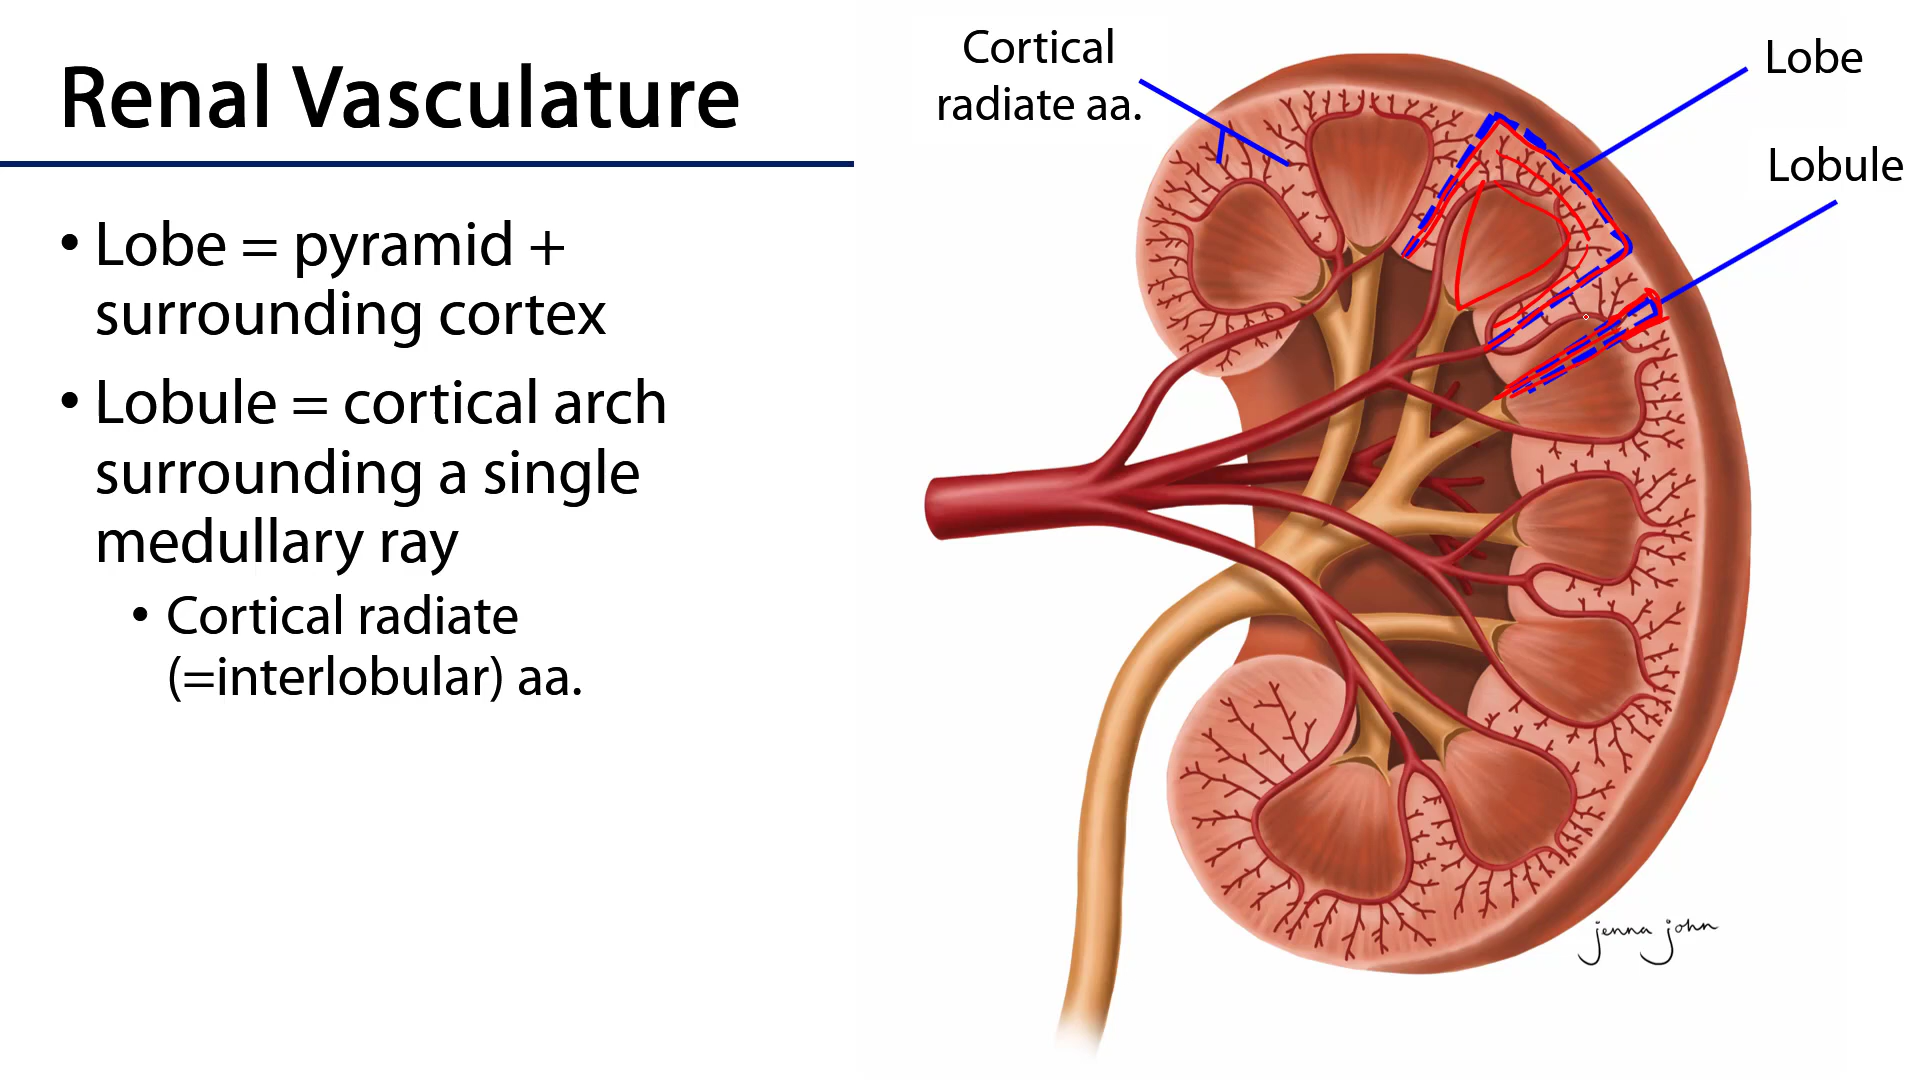 Renal Vasculature
• Lobe = pyramid +
surrounding cortex
• Lobule = cortical arch
surrounding a single
medullary ray
• Cortical radiate
(=interlobular) aa.
Cortical
radiate aa.
Lobe
Lobule
jenna john